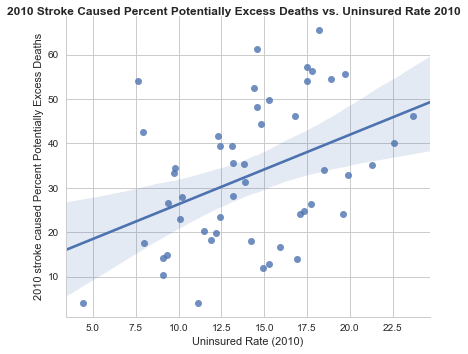 2010 Stroke Caused Percent Potentially Excess Deaths vs. Uninsured Rate 2010
2010 stroke caused Percent Potentially Excess Deaths
60
50
40
30
20
10
5.0 7.5 10.0 12.5 15.0 17.5 20.0 22.5
Uninsured Rate (2010)